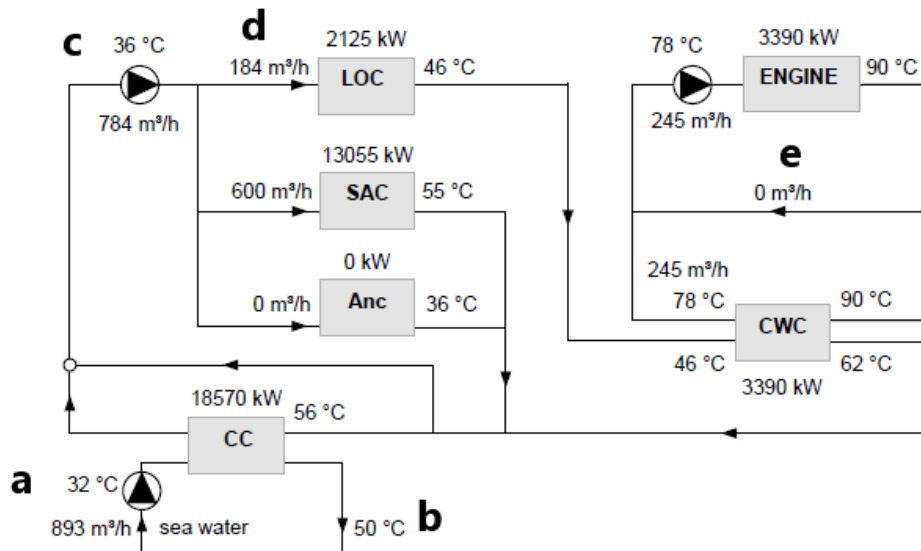 c
d
36 °C
784 m³/h
184 m³/h
2125 kW
LOC
46 °C
78 °C
245 m³/h
3390 kW
ENGINE
90 °C
e
0 m³/h
13055 kW
600 m³/h
SAC
55 °C
0 kW
0 m³/h
Anc
36 °C
245 m³/h
78 °C
90 °C
CWC
46 °C
62 °C
3390 kW
18570 kW
CC
56 °C
a
32 °C
893 m³/h
sea water
50 °C
b